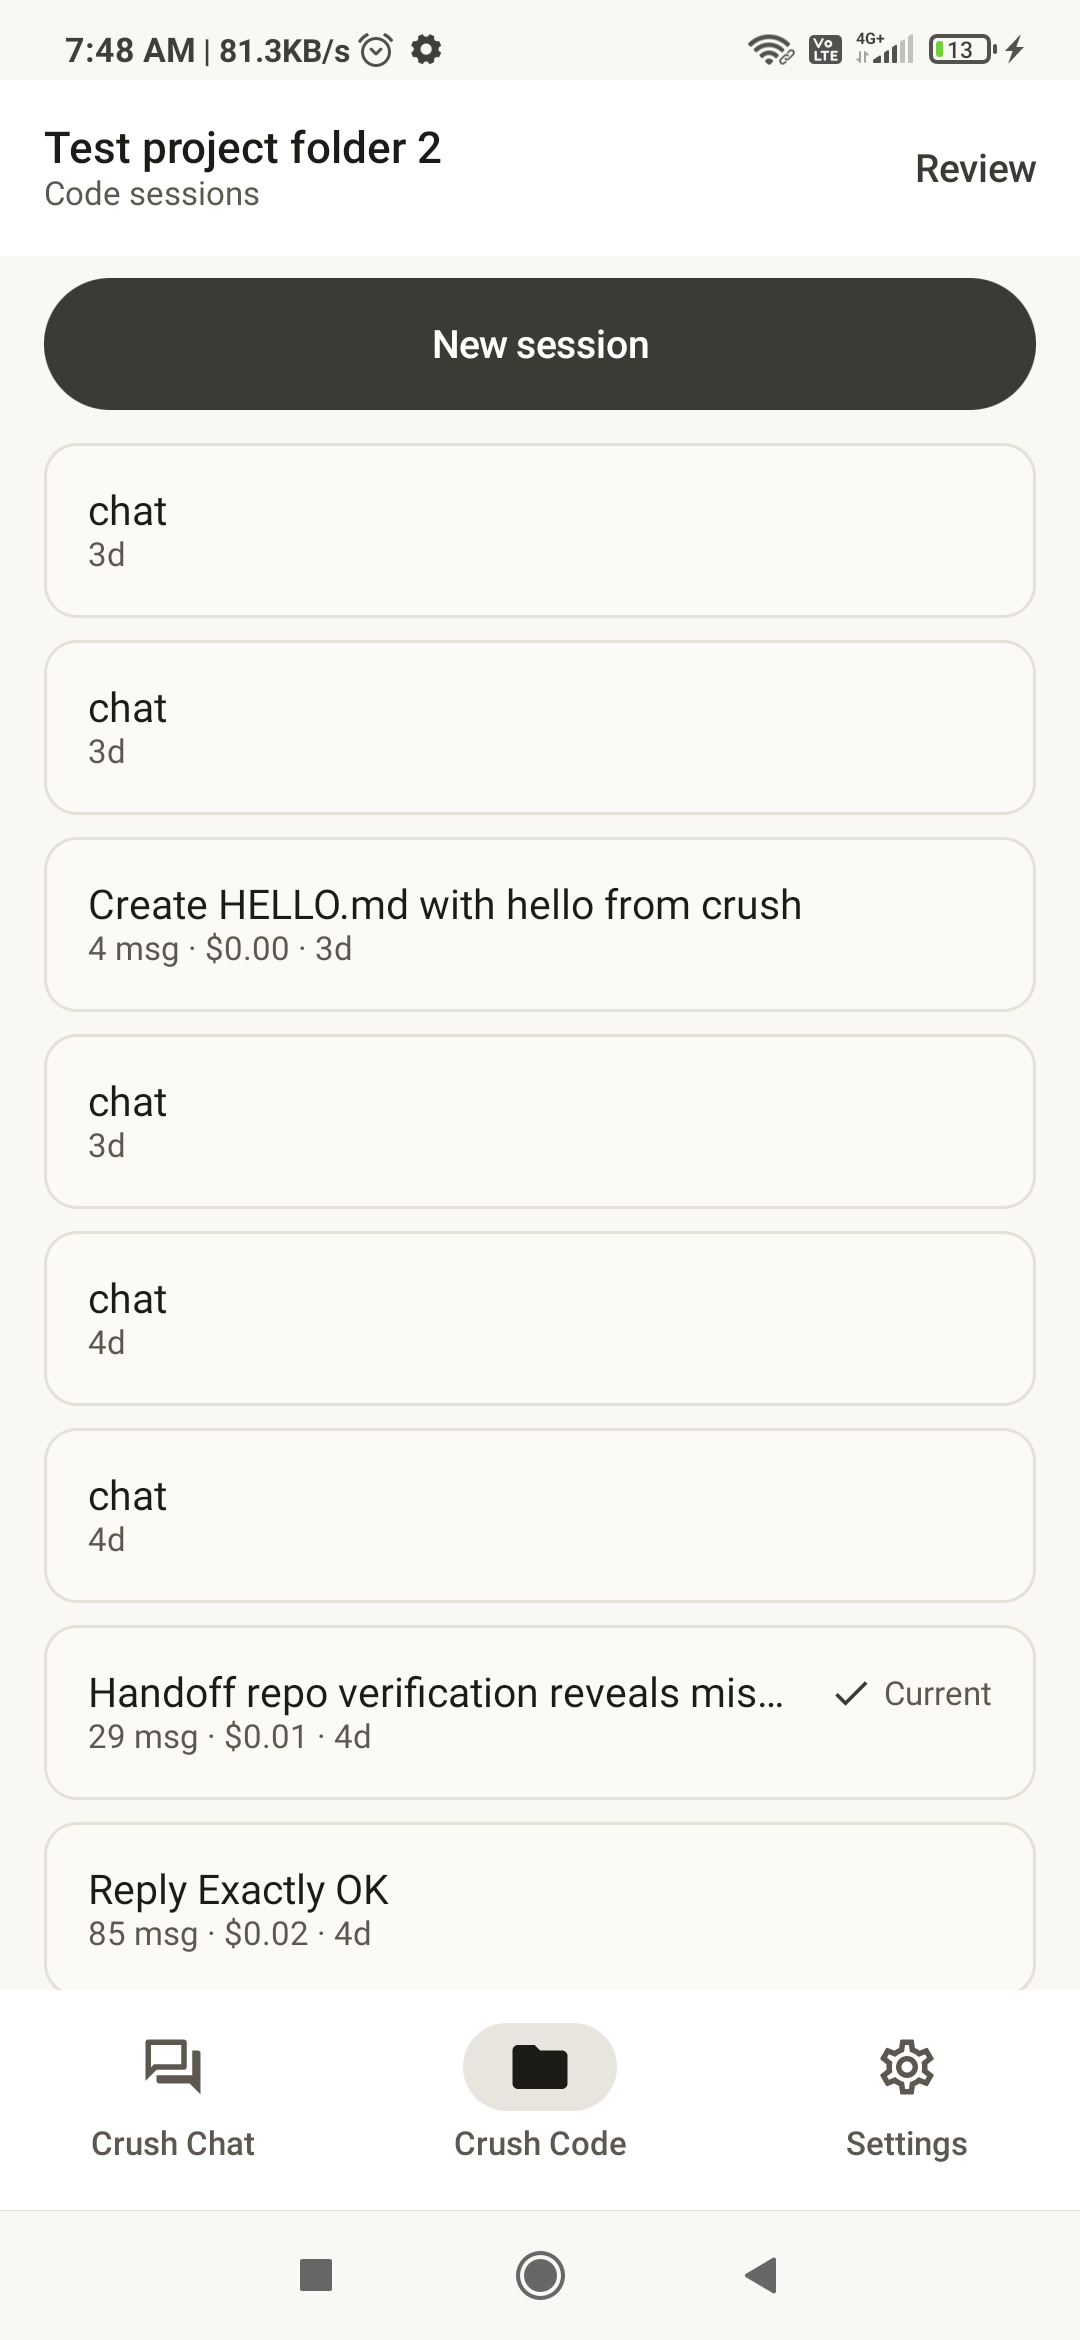 7:48 AM | 81.3KB/s Vo LTE 4G+ 13
Test project folder 2
Code sessions
Review
New session
chat
3d
chat
3d
Create HELLO.md with hello from crush
4 msg · $0.00 · 3d
chat
3d
chat
4d
chat
4d
Handoff repo verification reveals mis... Current
29 msg · $0.01 · 4d
Reply Exactly OK
85 msg · $0.02 · 4d
Crush Chat Crush Code Settings